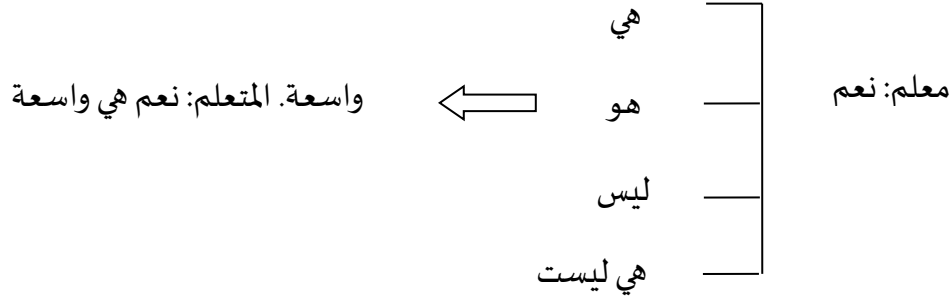 هي
معلم: نعم
هو
واسعة. المتعلم: نعم هي واسعة
ليس
هي ليست